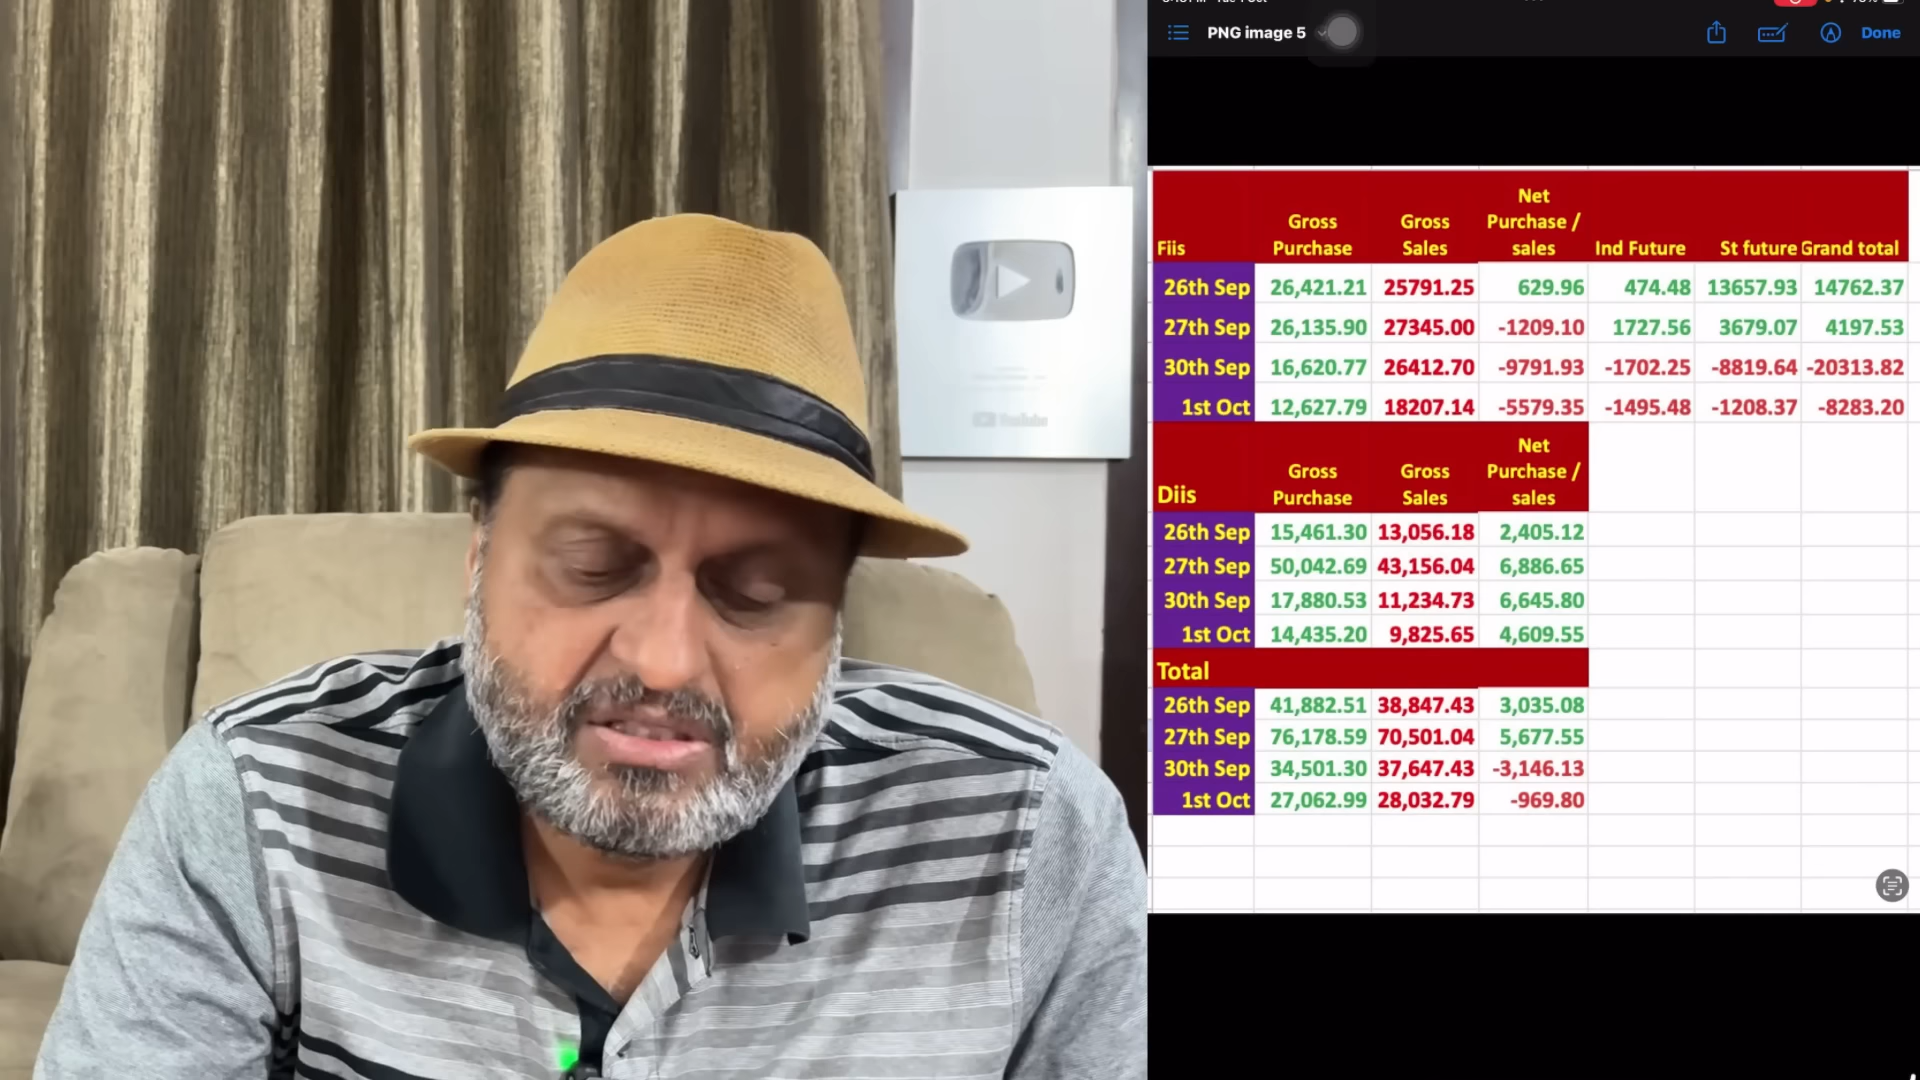 PNG image 5
Done
Fiis Gross Purchase Gross Sales Net Purchase / sales Ind Future St future Grand total
26th Sep 26,421.21 25791.25 629.96 474.48 13657.93 14762.37
27th Sep 26,135.90 27345.00 -1209.10 1727.56 3679.07 4197.53
30th Sep 16,620.77 26412.70 -9791.93 -1702.25 -8819.64 -20313.82
1st Oct 12,627.79 18207.14 -5579.35 -1495.48 -1208.37 -8283.20
Diis Gross Purchase Gross Sales Net Purchase / sales
26th Sep 15,461.30 13,056.18 2,405.12
27th Sep 50,042.69 43,156.04 6,886.65
30th Sep 17,880.53 11,234.73 6,645.80
1st Oct 14,435.20 9,825.65 4,609.55
Total
26th Sep 41,882.51 38,847.43 3,035.08
27th Sep 76,178.59 70,501.04 5,677.55
30th Sep 34,501.30 37,647.43 -3,146.13
1st Oct 27,062.99 28,032.79 -969.80